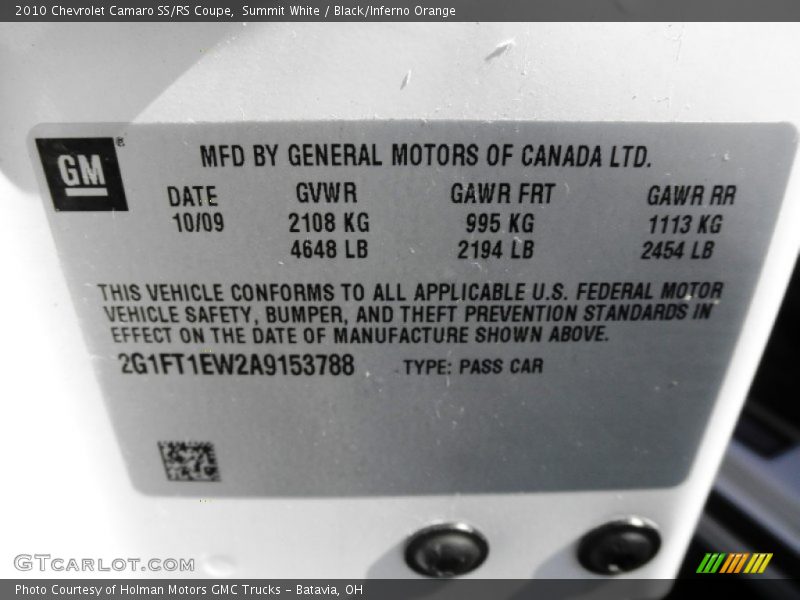 2010 Chevrolet Camaro SS/RS Coupe, Summit White / Black/Inferno Orange
GM®
MFD BY GENERAL MOTORS OF CANADA LTD.
DATE GVWR GAWR FRT GAWR RR
10/09 2108 KG 995 KG 1113 KG
4648 LB 2194 LB 2454 LB
THIS VEHICLE CONFORMS TO ALL APPLICABLE U.S. FEDERAL MOTOR
VEHICLE SAFETY, BUMPER, AND THEFT PREVENTION STANDARDS IN
EFFECT ON THE DATE OF MANUFACTURE SHOWN ABOVE.
2G1FT1EW2A9153788 TYPE: PASS CAR
GTcarlot.com
Photo Courtesy of Holman Motors GMC Trucks - Batavia, OH